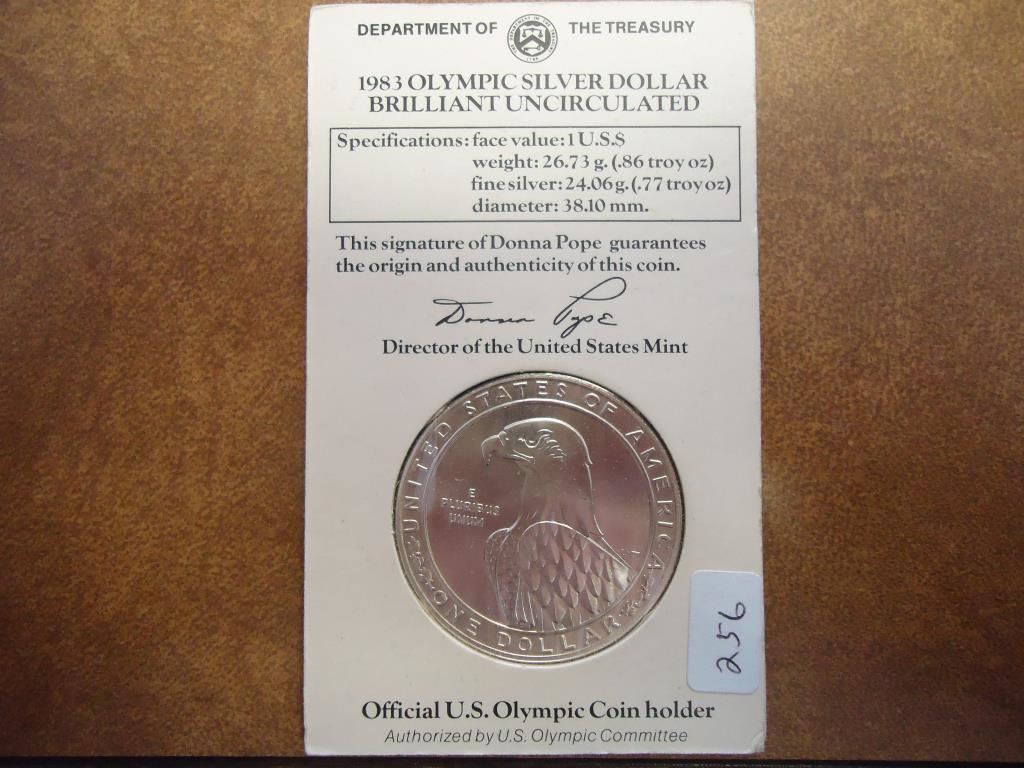 DEPARTMENT OF THE TREASURY
1983 OLYMPIC SILVER DOLLAR
BRILLIANT UNCIRCULATED
Specifications: face value: 1 U.S.$
weight: 26.73 g. (.86 troy oz)
fine silver: 24.06 g. (.77 troy oz)
diameter: 38.10 mm.
This signature of Donna Pope guarantees
the origin and authenticity of this coin.
Donna Pope
Director of the United States Mint
UNITED STATES OF AMERICA
E
PLURIBUS
UNUM
ONE DOLLAR
256
Official U.S. Olympic Coin holder
Authorized by U.S. Olympic Committee